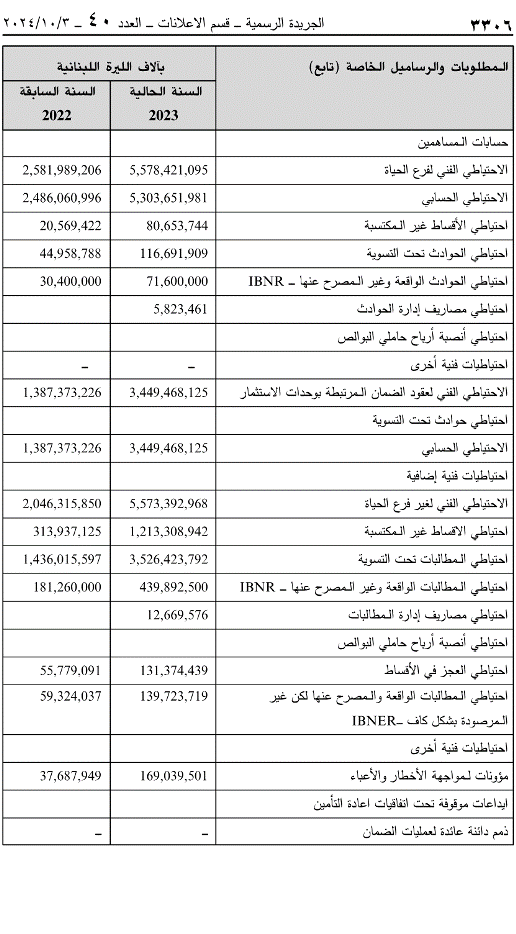 ٣٣٠٦ الجريدة الرسمية ــ قسم الاعلانات ــ العدد ٤٠ ــ ٢٠٢٤/١٠/٣
المطلوبات والرساميل الخاصة (تابع) بآلاف الليرة اللبنانية
السنة الحالية السنة السابقة
2023 2022
حسابات المساهمين
الاحتياطي الفني لفرع الحياة 5,578,421,095 2,581,989,206
الاحتياطي الحسابي 5,303,651,981 2,486,060,996
احتياطي الأقساط غير المكتسبة 80,653,744 20,569,422
احتياطي الحوادث تحت التسوية 116,691,909 44,958,788
احتياطي الحوادث الواقعة وغير المصرح عنها ــ IBNR 71,600,000 30,400,000
احتياطي مصاريف إدارة الحوادث 5,823,461
احتياطي أنصبة أرباح حاملي البوالص
احتياطيات فنية أخرى – –
الاحتياطي الفني لعقود الضمان المرتبطة بوحدات الاستثمار 3,449,468,125 1,387,373,226
احتياطي حوادث تحت التسوية
الاحتياطي الحسابي 3,449,468,125 1,387,373,226
احتياطيات فنية إضافية
الاحتياطي الفني لغير فرع الحياة 5,573,392,968 2,046,315,850
احتياطي الاقساط غير المكتسبة 1,213,308,942 313,937,125
احتياطي المطالبات تحت التسوية 3,526,423,792 1,436,015,597
احتياطي المطالبات الواقعة وغير المصرح عنها ــ IBNR 439,892,500 181,260,000
احتياطي مصاريف إدارة المطالبات 12,669,576
احتياطي أنصبة أرباح حاملي البوالص
احتياطي العجز في الأقساط 131,374,439 55,779,091
احتياطي المطالبات الواقعة والمصرح عنها لكن غير 139,723,719 59,324,037
المرصودة بشكل كاف ــIBNER
احتياطيات فنية أخرى
مؤونات لمواجهة الأخطار والأعباء 169,039,501 37,687,949
ايداعات موقوفة تحت اتفاقيات اعادة التأمين
ذمم دائنة عائدة لعمليات الضمان – –